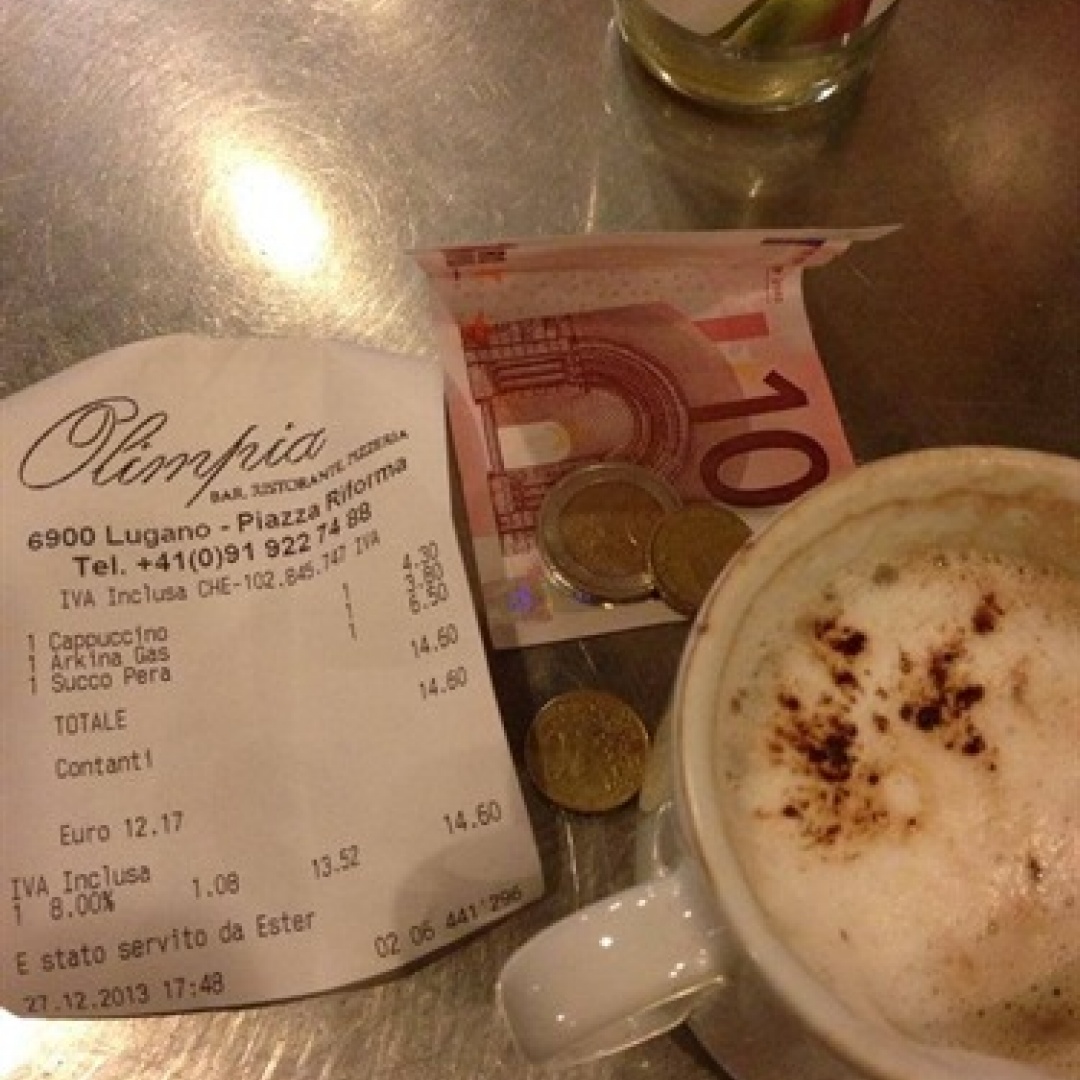 Olimpia
BAR, RISTORANTE PIZZERIA
6900 Lugano - Piazza Riforma
Tel. +41(0)91 922 74 88
IVA Inclusa CHE-102.845.747 IVA
1 Cappuccino 1 4.30
1 Arkina Gas 1 3.80
1 Succo Pera 1 6.50
TOTALE 14.60
Contanti 14.60
Euro 12.17
IVA Inclusa 14.60
1 8.00% 1.08 13.52
E stato servito da Ester
02 06 441'296
27.12.2013 17:48
10